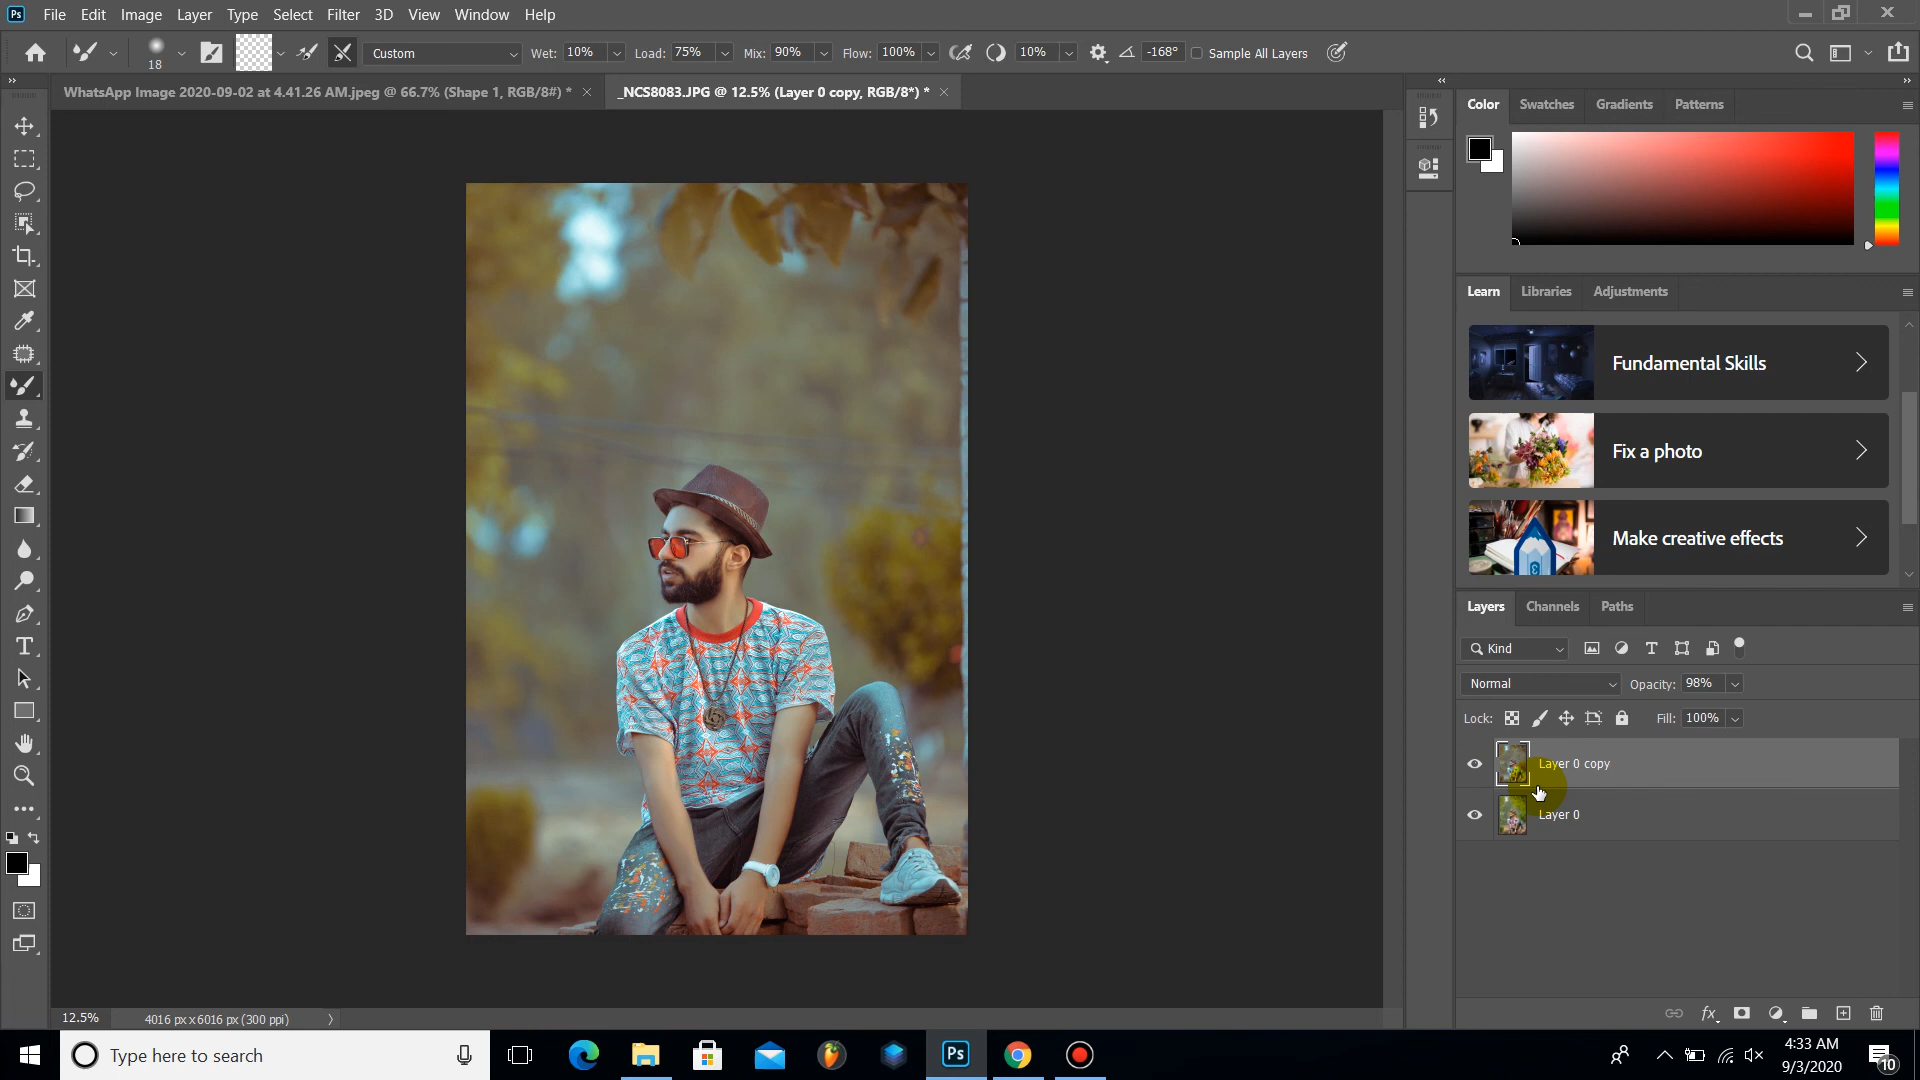 Ps File Edit Image Layer Type Select Filter 3D View Window Help
18 Custom Wet: 10% Load: 75% Mix: 90% Flow: 100% 10% -168° Sample All Layers
WhatsApp Image 2020-09-02 at 4.41.26 AM.jpeg @ 66.7% (Shape 1, RGB/8#) * × _NCS8083.JPG @ 12.5% (Layer 0 copy, RGB/8*) * ×
Color Swatches Gradients Patterns
Learn Libraries Adjustments
Fundamental Skills
Fix a photo
Make creative effects
Layers Channels Paths
Kind
Normal Opacity: 98%
Lock: Fill: 100%
Layer 0 copy
Layer 0
12.5% 4016 px x 6016 px (300 ppi)
Type here to search
Ps
4:33 AM
9/3/2020
10